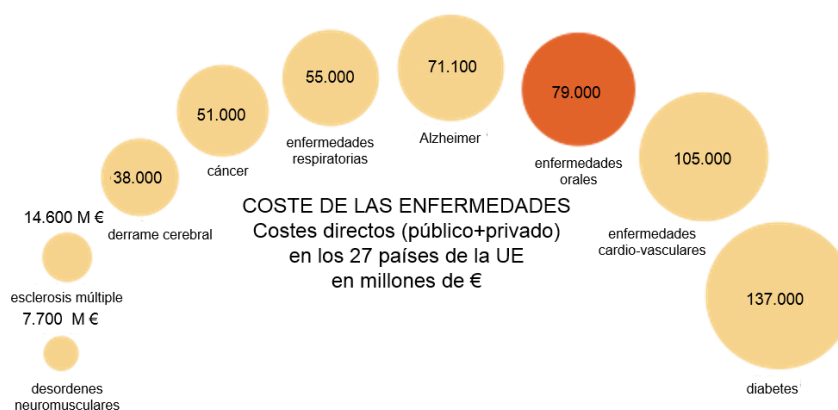 55.000
71.100
79.000
51.000
enfermedades
respiratorias
Alzheimer
enfermedades
orales
105.000
cáncer
38.000
derrame cerebral
COSTE DE LAS ENFERMEDADES
Costes directos (público+privado)
en los 27 países de la UE
en millones de €
enfermedades
cardio-vasculares
14.600 M €
esclerosis múltiple
7.700 M €
desordenes
neuromusculares
137.000
diabetes